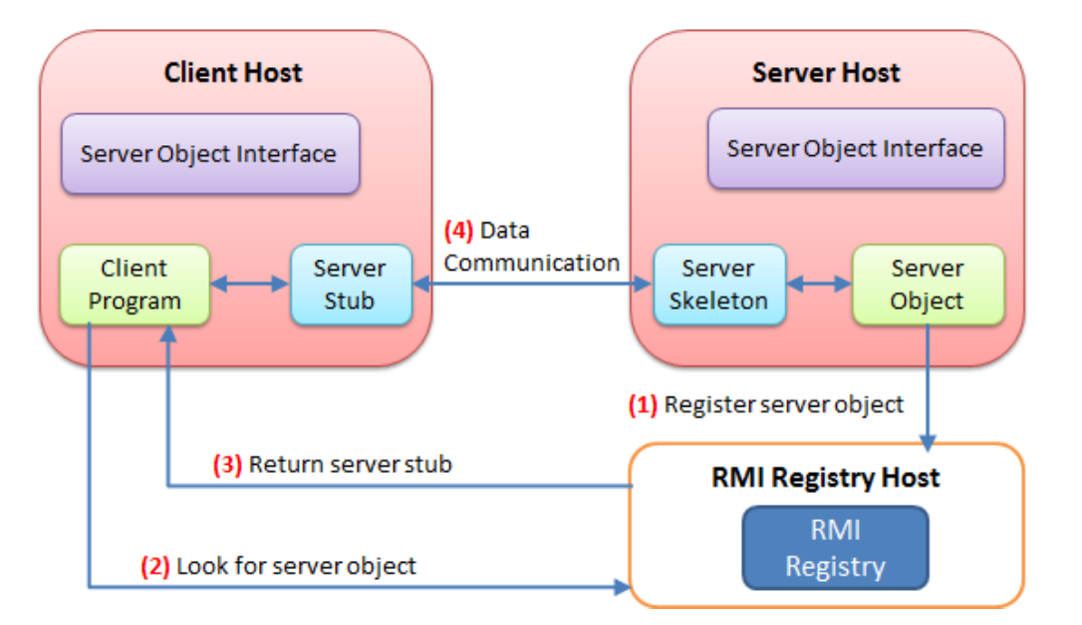 Client Host
Server Object Interface
Client
Program
Server
Stub
(4) Data
Communication
Server Host
Server Object Interface
Server
Skeleton
Server
Object
(1) Register server object
(3) Return server stub
(2) Look for server object
RMI Registry Host
RMI
Registry